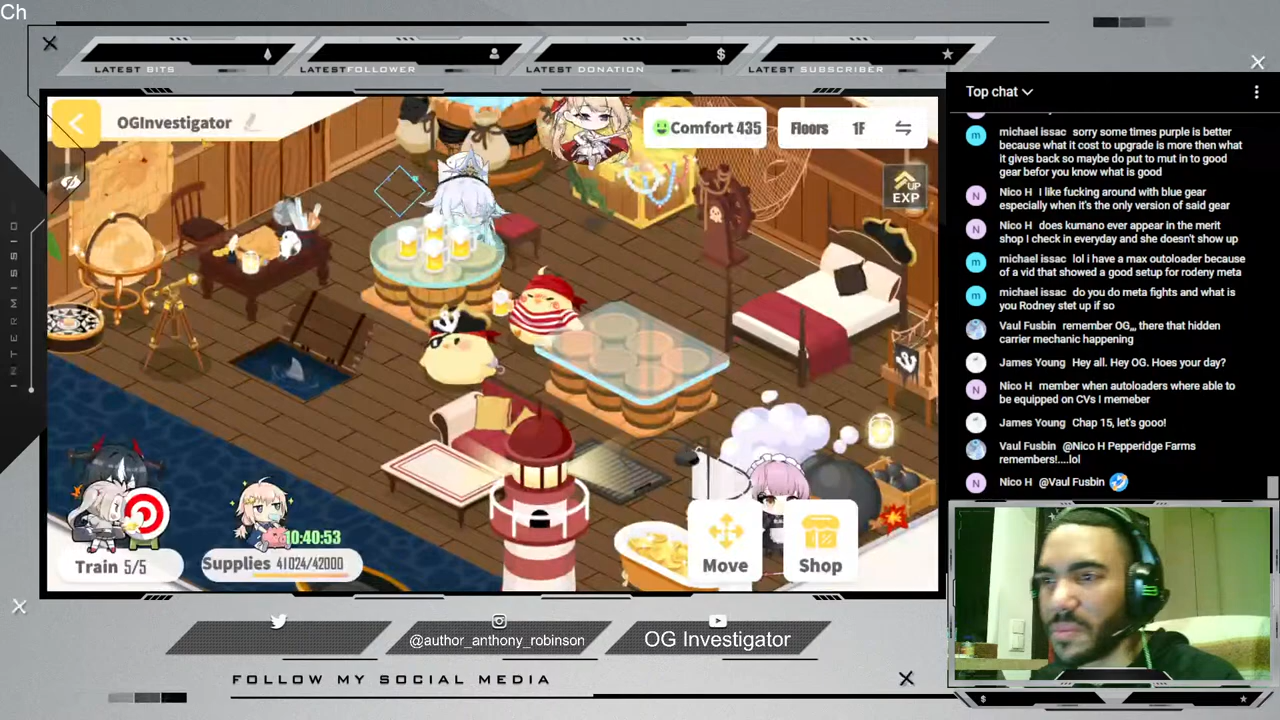 Ch
LATEST BITS
LATEST FOLLOWER
LATEST DONATION
LATEST SUBSCRIBER
OGInvestigator
Comfort 435
Floors 1F
UP
EXP
INTERMISSIO
Train 5/5
10:40:53
Supplies 41024/42000
Move
Shop
@author_anthony_robinson
OG Investigator
FOLLOW MY SOCIAL MEDIA
Top chat
michael issac sorry some times purple is better
because what it cost to upgrade is more then what
it gives back so maybe do put to mut in to good
gear befor you know what is good
Nico H I like fucking around with blue gear
especially when it's the only version of said gear
Nico H does kumano ever appear in the merit
shop I check in everyday and she doesn't show up
michael issac lol i have a max outoloader because
of a vid that showed a good setup for rodeny meta
michael issac do you do meta fights and what is
you Rodney stet up if so
Vaul Fusbin remember OG,,, there that hidden
carrier mechanic happening
James Young Hey all. Hey OG. Hoes your day?
Nico H member when autoloaders where able to
be equipped on CVs I memeber
James Young Chap 15, let's gooo!
Vaul Fusbin @Nico H Pepperidge Farms
remembers!....lol
Nico H @Vaul Fusbin